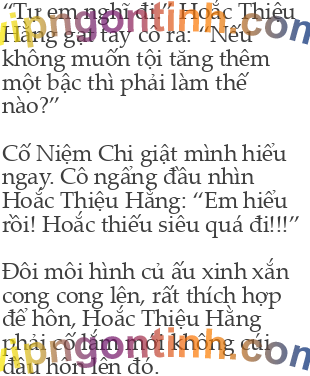 “Tự em nghĩ đi.” Hoắc Thiệu
Hằng gạt tay cô ra: “Nếu
không muốn tội tăng thêm
một bậc thì phải làm thế
nào?”
Cố Niệm Chi giật mình hiểu
ngay. Cô ngẩng đầu nhìn
Hoắc Thiệu Hằng: “Em hiểu
rồi! Hoắc thiếu siêu quá đi!!!”
Đôi môi hình củ ấu xinh xắn
cong cong lên, rất thích hợp
để hôn, Hoắc Thiệu Hằng
phải cố lắm mới không cúi
đầu hôn lên đó.
vipngontinh.com
vipngontinh.com